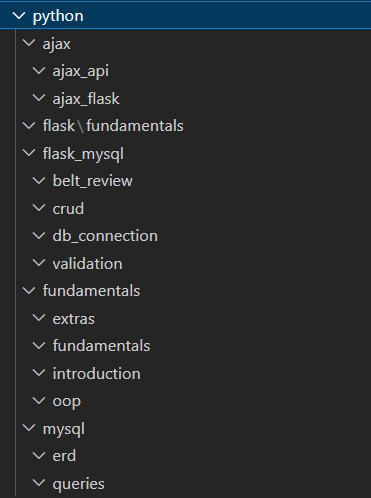 python
ajax
ajax_api
ajax_flask
flask\fundamentals
flask_mysql
belt_review
crud
db_connection
validation
fundamentals
extras
fundamentals
introduction
oop
mysql
erd
queries